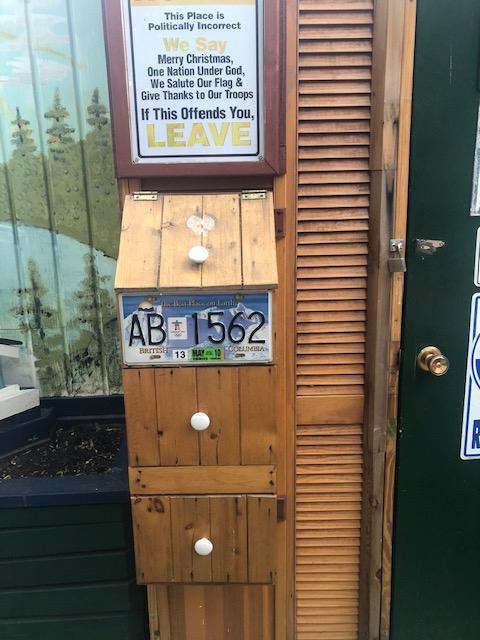 This Place is
Politically Incorrect
We Say
Merry Christmas,
One Nation Under God,
We Salute Our Flag &
Give Thanks to Our Troops
If This Offends You,
LEAVE
The Best Place on Earth
AB 1562
BRITISH COLUMBIA
13 MAY 10
R